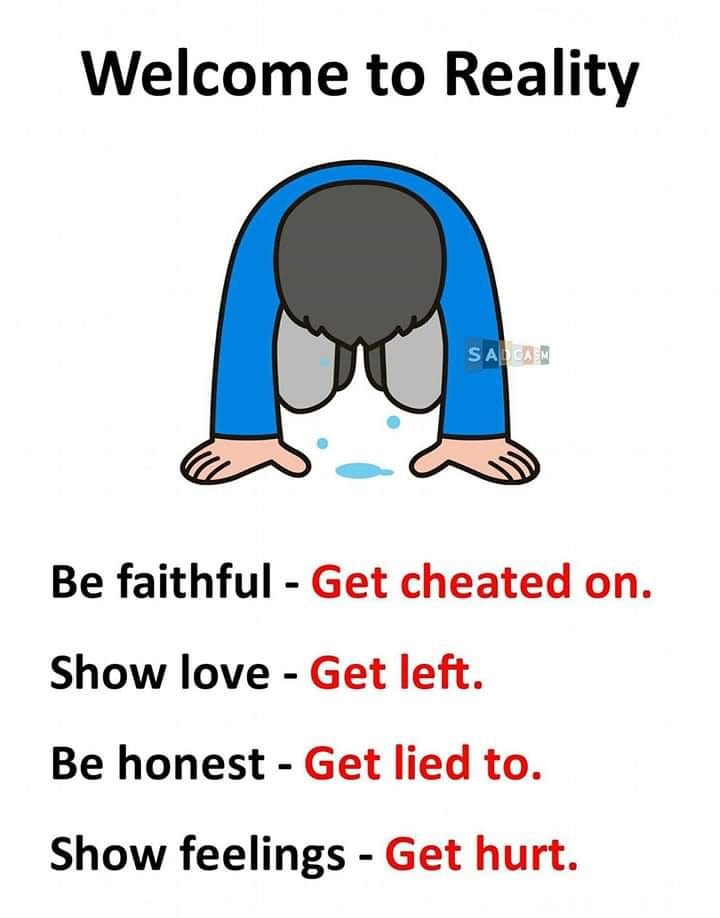 Welcome to Reality
SADCASM
Be faithful - Get cheated on.
Show love - Get left.
Be honest - Get lied to.
Show feelings - Get hurt.